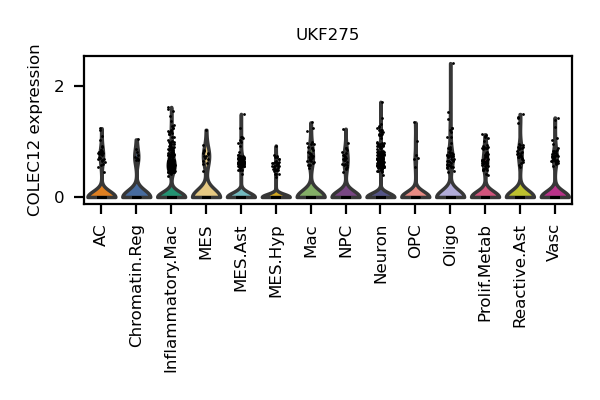 UKF275
COLEC12 expression
2
0
AC
Chromatin.Reg
Inflammatory.Mac
MES
MES.Ast
MES.Hyp
Mac
NPC
Neuron
OPC
Oligo
Prolif.Metab
Reactive.Ast
Vasc